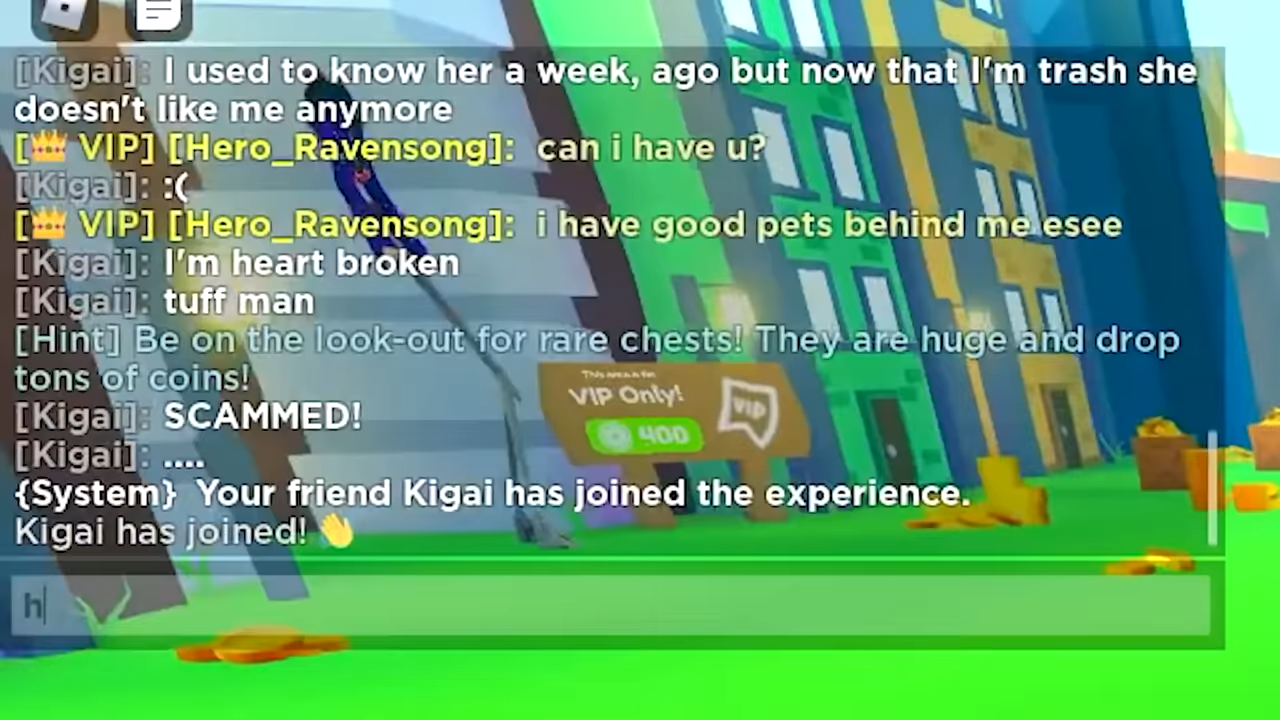 [Kigai]: I used to know her a week, ago but now that I'm trash she
doesn't like me anymore
[👑 VIP] [Hero_Ravensong]: can i have u?
[Kigai]: :(
[👑 VIP] [Hero_Ravensong]: i have good pets behind me esee
[Kigai]: I'm heart broken
[Kigai]: tuff man
[Hint] Be on the look-out for rare chests! They are huge and drop
tons of coins!
[Kigai]: SCAMMED!
[Kigai]: ....
{System} Your friend Kigai has joined the experience.
Kigai has joined! 👋
h
VIP Only!
400
VIP